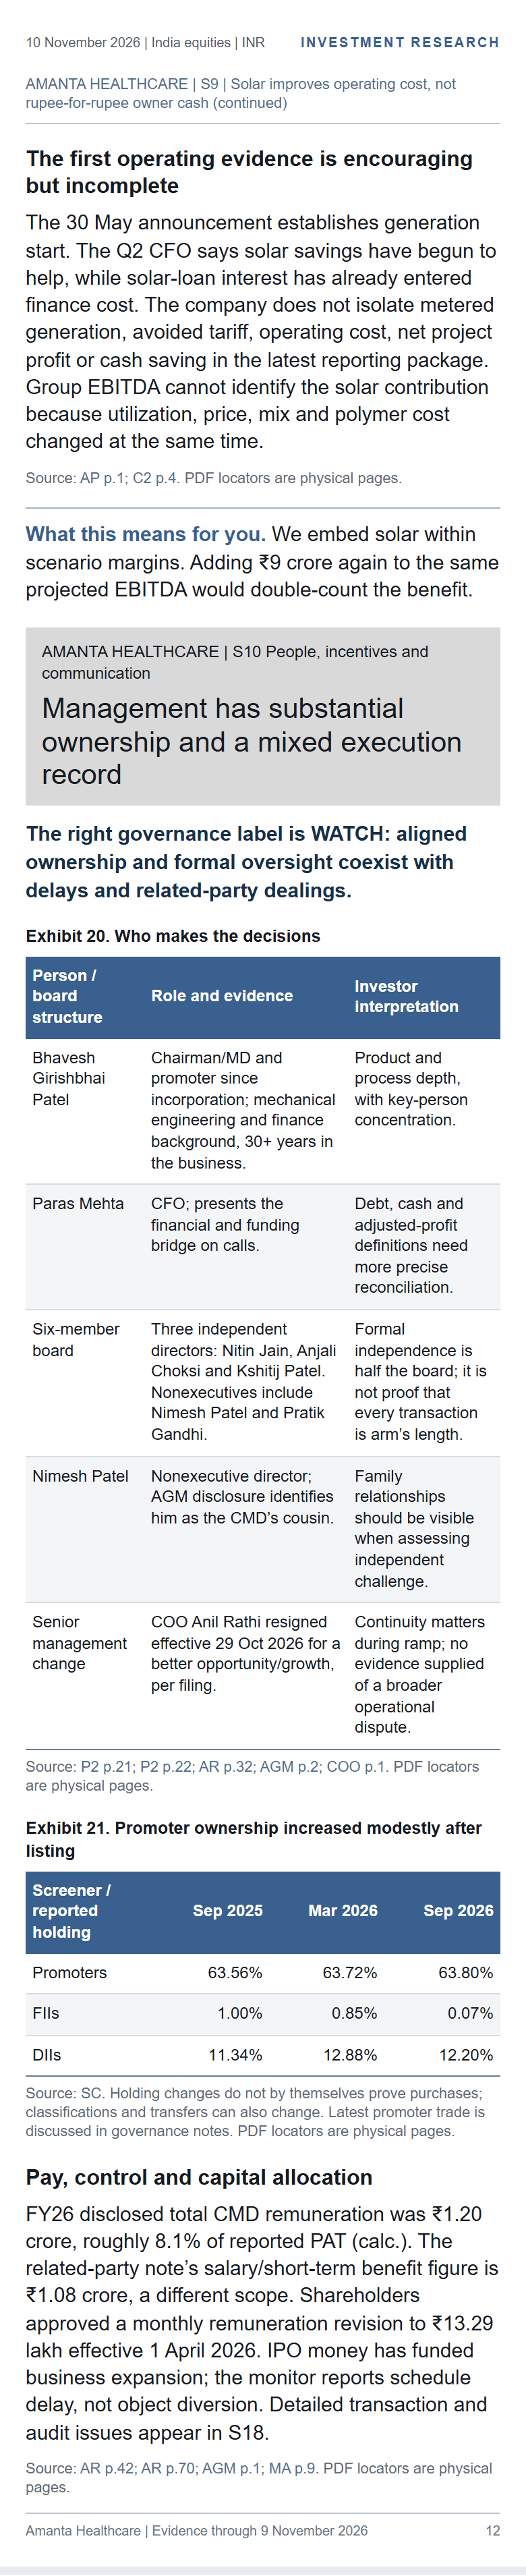 10 November 2026 | India equities | INR
INVESTMENT RESEARCH
AMANTA HEALTHCARE | S9 | Solar improves operating cost, not
rupee-for-rupee owner cash (continued)
The first operating evidence is encouraging
but incomplete
The 30 May announcement establishes generation
start. The Q2 CFO says solar savings have begun to
help, while solar-loan interest has already entered
finance cost. The company does not isolate metered
generation, avoided tariff, operating cost, net project
profit or cash saving in the latest reporting package.
Group EBITDA cannot identify the solar contribution
because utilization, price, mix and polymer cost
changed at the same time.
Source: AP p.1; C2 p.4. PDF locators are physical pages.
What this means for you. We embed solar within
scenario margins. Adding ₹9 crore again to the same
projected EBITDA would double-count the benefit.
AMANTA HEALTHCARE | S10 People, incentives and
communication
Management has substantial
ownership and a mixed execution
record
The right governance label is WATCH: aligned
ownership and formal oversight coexist with
delays and related-party dealings.
Exhibit 20. Who makes the decisions
Person /
board
structure
Role and evidence
Investor
interpretation
Bhavesh
Girishbhai
Patel
Chairman/MD and
promoter since
incorporation; mechanical
engineering and finance
background, 30+ years in
the business.
Product and
process depth,
with key-person
concentration.
Paras Mehta
CFO; presents the
financial and funding
bridge on calls.
Debt, cash and
adjusted-profit
definitions need
more precise
reconciliation.
Six-member
board
Three independent
directors: Nitin Jain, Anjali
Choksi and Kshitij Patel.
Nonexecutives include
Nimesh Patel and Pratik
Gandhi.
Formal
independence is
half the board; it is
not proof that
every transaction
is arm's length.
Nimesh Patel
Nonexecutive director;
AGM disclosure identifies
him as the CMD's cousin.
Family
relationships
should be visible
when assessing
independent
challenge.
Senior
management
change
COO Anil Rathi resigned
effective 29 Oct 2026 for a
better opportunity/growth,
per filing.
Continuity matters
during ramp; no
evidence supplied
of a broader
operational
dispute.
Source: P2 p.21; P2 p.22; AR p.32; AGM p.2; COO p.1. PDF locators
are physical pages.
Exhibit 21. Promoter ownership increased modestly after
listing
Screener /
reported
holding
Sep 2025
Mar 2026
Sep 2026
Promoters 63.56% 63.72% 63.80%
FIIs 1.00% 0.85% 0.07%
DIIs 11.34% 12.88% 12.20%
Source: SC. Holding changes do not by themselves prove purchases;
classifications and transfers can also change. Latest promoter trade is
discussed in governance notes. PDF locators are physical pages.
Pay, control and capital allocation
FY26 disclosed total CMD remuneration was ₹1.20
crore, roughly 8.1% of reported PAT (calc.). The
related-party note's salary/short-term benefit figure is
₹1.08 crore, a different scope. Shareholders
approved a monthly remuneration revision to ₹13.29
lakh effective 1 April 2026. IPO money has funded
business expansion; the monitor reports schedule
delay, not object diversion. Detailed transaction and
audit issues appear in S18.
Source: AR p.42; AR p.70; AGM p.1; MA p.9. PDF locators are physical
pages.
Amanta Healthcare | Evidence through 9 November 2026
12